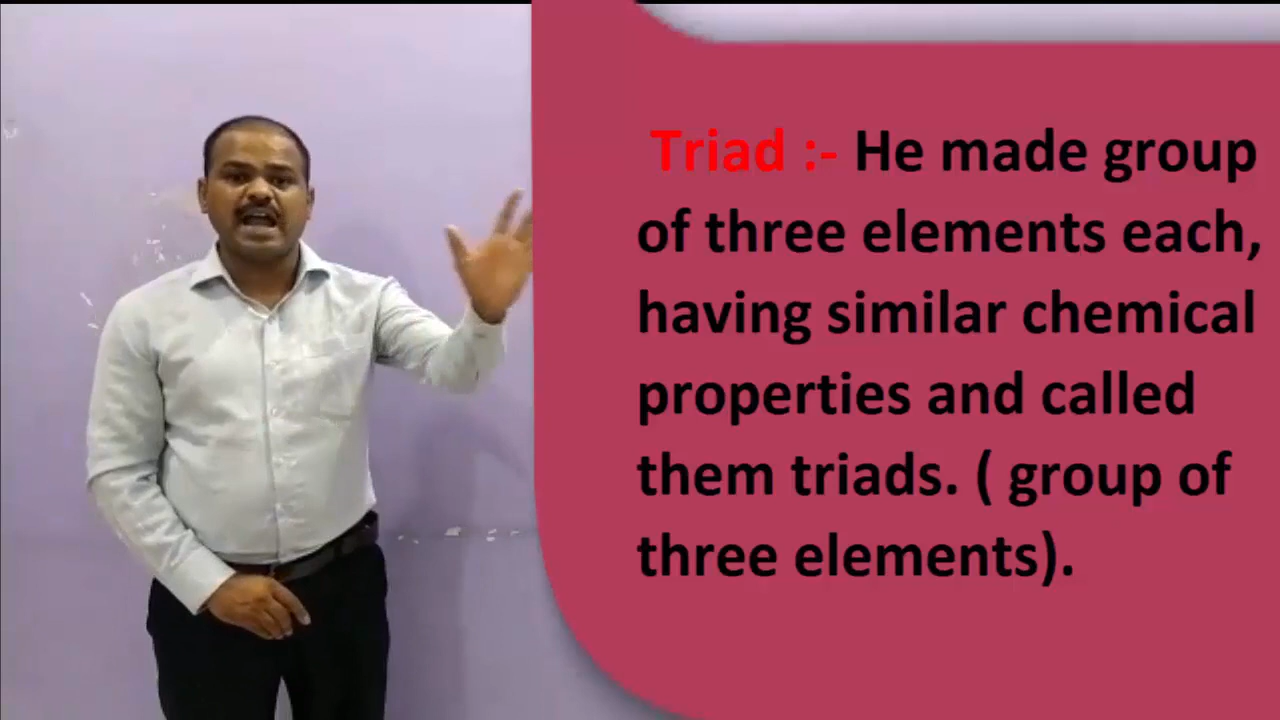 Triad :- He made group
of three elements each,
having similar chemical
properties and called
them triads. ( group of
three elements).